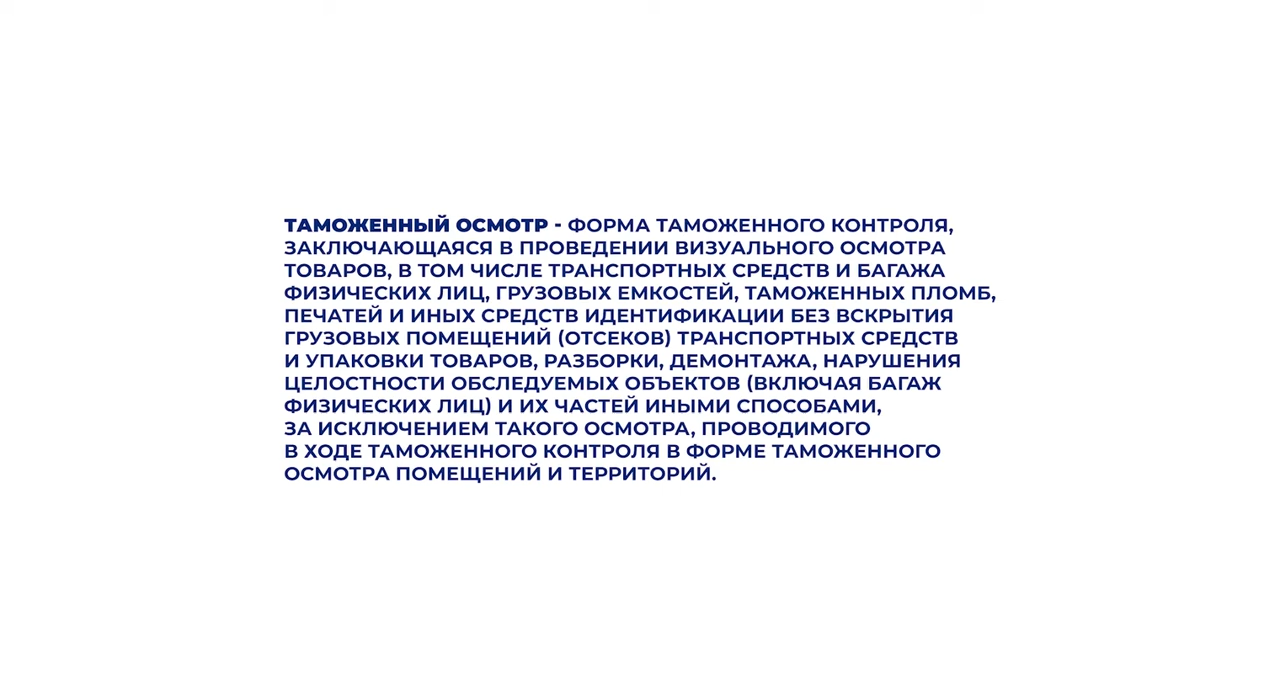 ТАМОЖЕННЫЙ ОСМОТР - ФОРМА ТАМОЖЕННОГО КОНТРОЛЯ,
ЗАКЛЮЧАЮЩАЯСЯ В ПРОВЕДЕНИИ ВИЗУАЛЬНОГО ОСМОТРА
ТОВАРОВ, В ТОМ ЧИСЛЕ ТРАНСПОРТНЫХ СРЕДСТВ И БАГАЖА
ФИЗИЧЕСКИХ ЛИЦ, ГРУЗОВЫХ ЕМКОСТЕЙ, ТАМОЖЕННЫХ ПЛОМБ,
ПЕЧАТЕЙ И ИНЫХ СРЕДСТВ ИДЕНТИФИКАЦИИ БЕЗ ВСКРЫТИЯ
ГРУЗОВЫХ ПОМЕЩЕНИЙ (ОТСЕКОВ) ТРАНСПОРТНЫХ СРЕДСТВ
И УПАКОВКИ ТОВАРОВ, РАЗБОРКИ, ДЕМОНТАЖА, НАРУШЕНИЯ
ЦЕЛОСТНОСТИ ОБСЛЕДУЕМЫХ ОБЪЕКТОВ (ВКЛЮЧАЯ БАГАЖ
ФИЗИЧЕСКИХ ЛИЦ) И ИХ ЧАСТЕЙ ИНЫМИ СПОСОБАМИ,
ЗА ИСКЛЮЧЕНИЕМ ТАКОГО ОСМОТРА, ПРОВОДИМОГО
В ХОДЕ ТАМОЖЕННОГО КОНТРОЛЯ В ФОРМЕ ТАМОЖЕННОГО
ОСМОТРА ПОМЕЩЕНИЙ И ТЕРРИТОРИЙ.